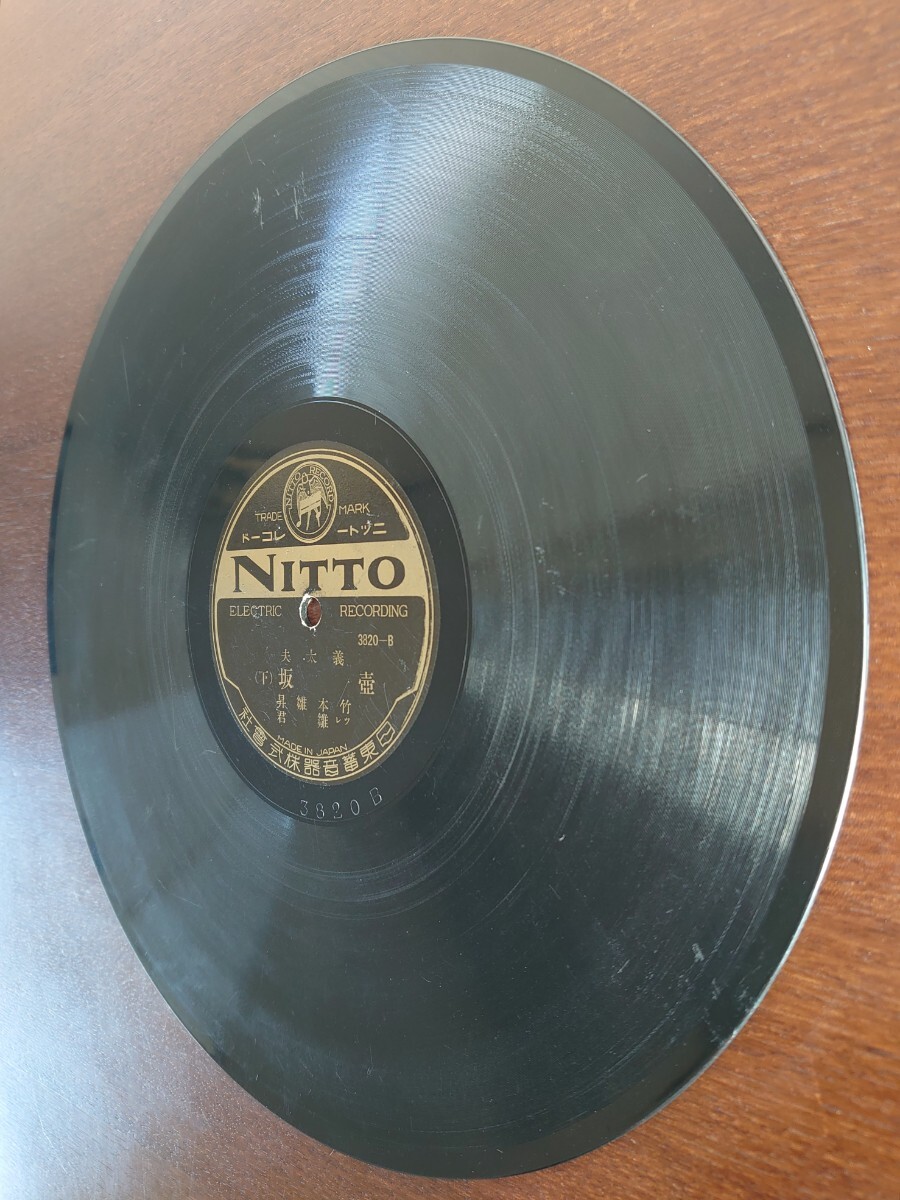 NITTO RECORD
TRADE MARK
ニットーレコード
NITTO
ELECTRIC RECORDING
3820-B
義太夫
壺坂(下)
竹本雛昇
ツレ雛君
MADE IN JAPAN
日東蓄音器株式會社
3820B